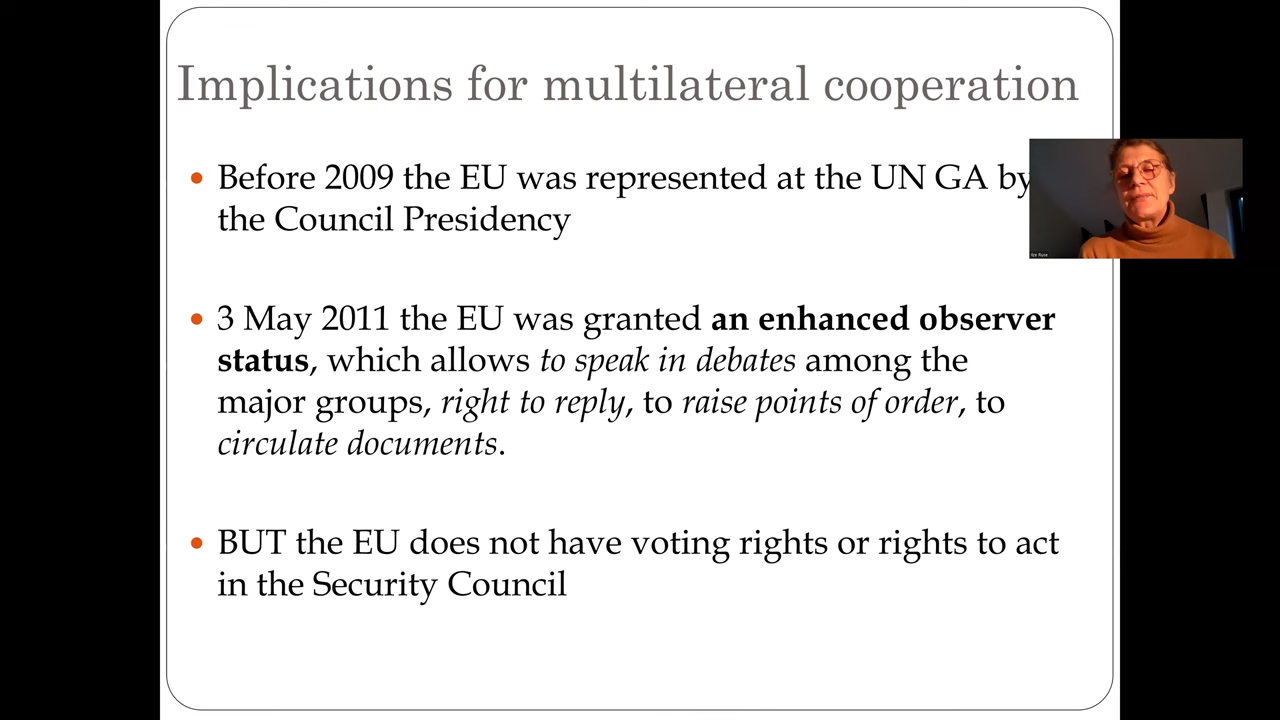 Implications for multilateral cooperation
• Before 2009 the EU was represented at the UN GA by
the Council Presidency
• 3 May 2011 the EU was granted an enhanced observer
status, which allows to speak in debates among the
major groups, right to reply, to raise points of order, to
circulate documents.
• BUT the EU does not have voting rights or rights to act
in the Security Council
Ilze Ruse